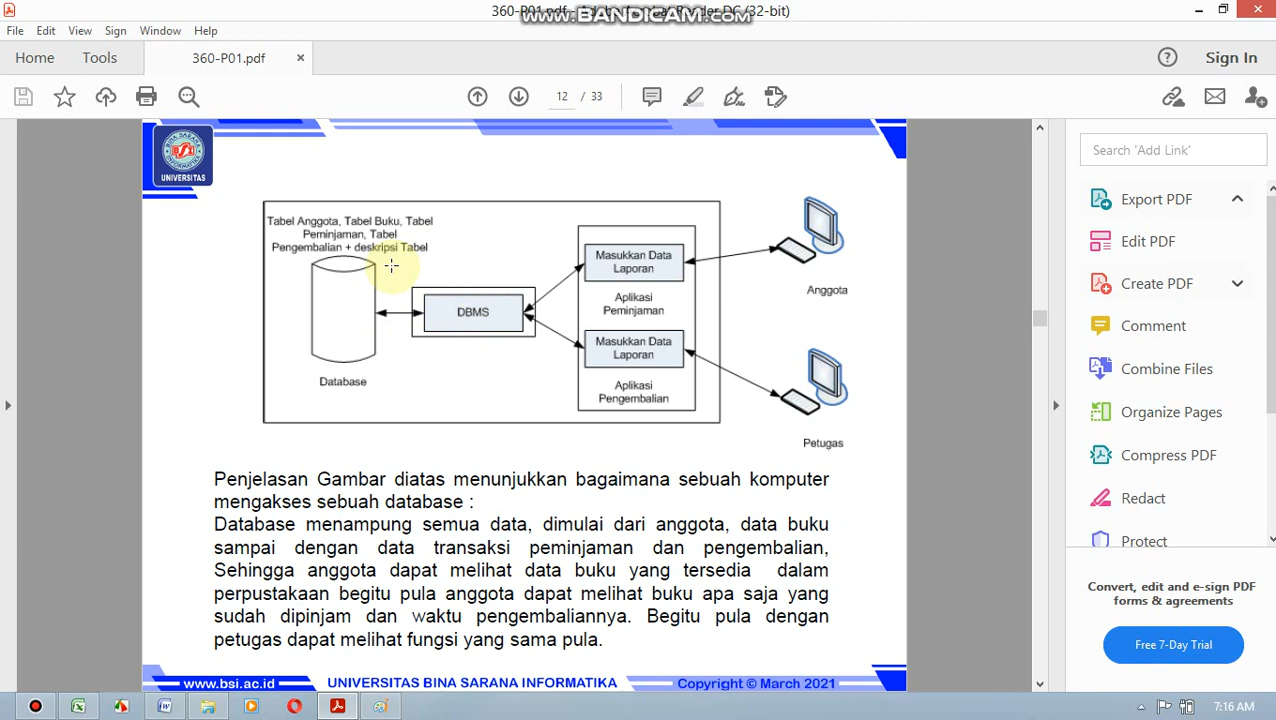 360-P01.pdf - Adobe Acrobat Reader DC (32-bit)
www.BANDICAM.com
File Edit View Sign Window Help
Home Tools 360-P01.pdf × ? Sign In
12 / 33
BSI
UNIVERSITAS
Tabel Anggota, Tabel Buku, Tabel
Peminjaman, Tabel
Pengembalian + deskripsi Tabel
Database
DBMS
Masukkan Data
Laporan
Aplikasi
Peminjaman
Masukkan Data
Laporan
Aplikasi
Pengembalian
Anggota
Petugas
Penjelasan Gambar diatas menunjukkan bagaimana sebuah komputer
mengakses sebuah database :
Database menampung semua data, dimulai dari anggota, data buku
sampai dengan data transaksi peminjaman dan pengembalian,
Sehingga anggota dapat melihat data buku yang tersedia dalam
perpustakaan begitu pula anggota dapat melihat buku apa saja yang
sudah dipinjam dan waktu pengembaliannya. Begitu pula dengan
petugas dapat melihat fungsi yang sama pula.
www.bsi.ac.id UNIVERSITAS BINA SARANA INFORMATIKA Copyright © March 2021
Search 'Add Link'
Export PDF
Edit PDF
Create PDF
Comment
Combine Files
Organize Pages
Compress PDF
Redact
Protect
Convert, edit and e-sign PDF
forms & agreements
Free 7-Day Trial
7:16 AM